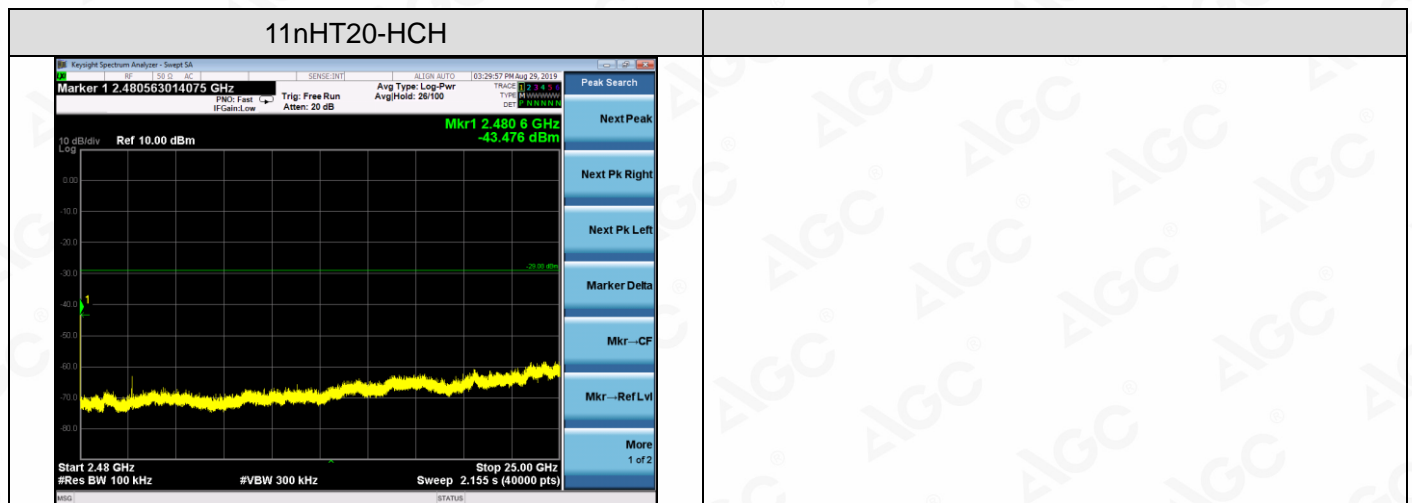 11nHT20-HCH
Keysight Spectrum Analyzer - Swept SA
RF 50 Ω AC SENSE:INT ALIGN AUTO 03:29:57 PM Aug 29, 2019
Marker 1 2.480563014075 GHz
PNO: Fast
IFGain:Low
Trig: Free Run
Atten: 20 dB
Avg Type: Log-Pwr
Avg|Hold: 26/100
TRACE 1 2 3 4 5 6
TYPE M WWWWW
DET P N N N N N
Peak Search
Mkr1 2.480 6 GHz
-43.476 dBm
10 dB/div Ref 10.00 dBm
Log
0.00
-10.0
-20.0
-30.0
-40.0
-50.0
-60.0
-70.0
-80.0
1
Next Peak
Next Pk Right
Next Pk Left
Marker Delta
Mkr→CF
Mkr→Ref Lvl
More
1 of 2
Start 2.48 GHz
Stop 25.00 GHz
#Res BW 100 kHz
#VBW 300 kHz
Sweep 2.155 s (40000 pts)
MSG
STATUS
AGC